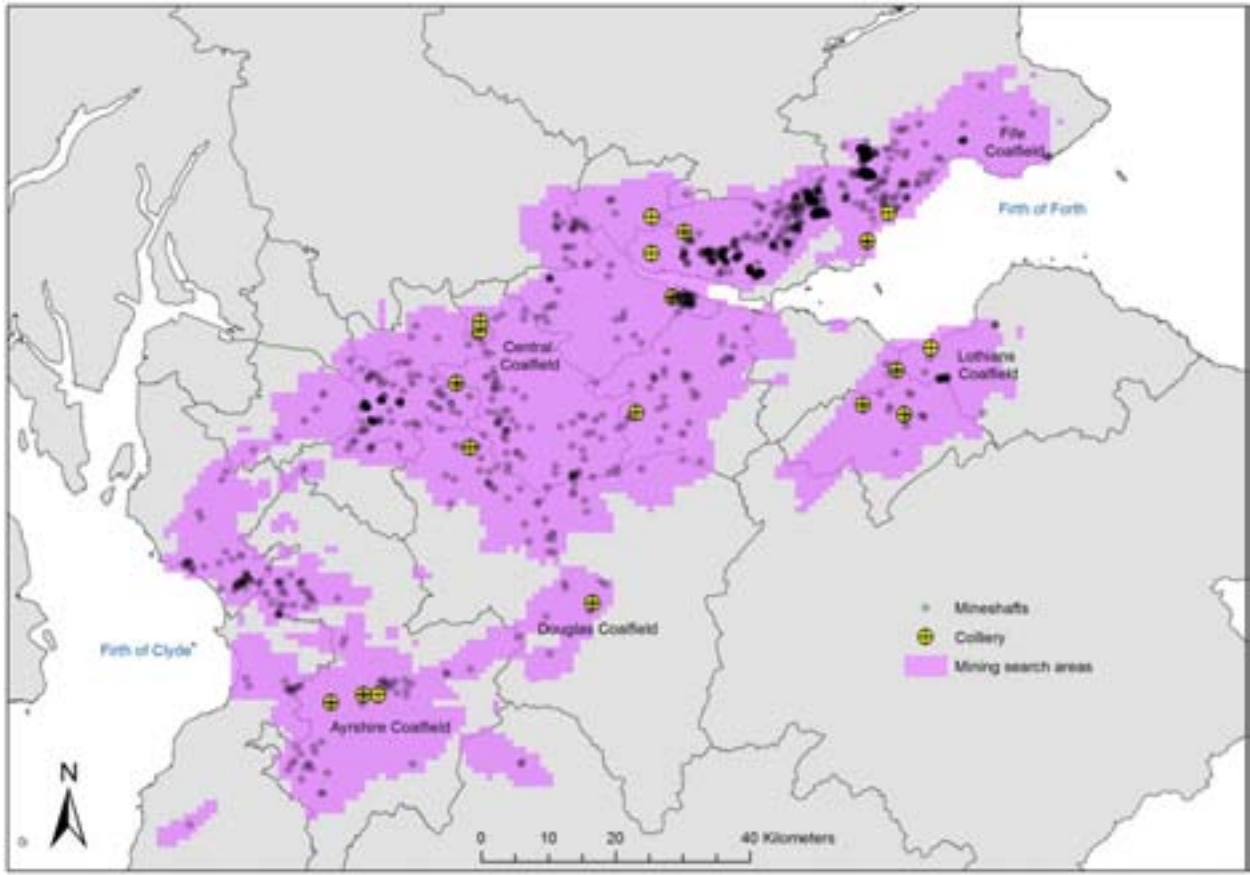 Fife
Coalfield
Firth of Forth
Central
Coalfield
Lothians
Coalfield
Mineshafts
Douglas Coalfield
Colliery
Firth of Clyde
Mining search areas
Ayrshire Coalfield
N
0 10 20 40 Kilometers